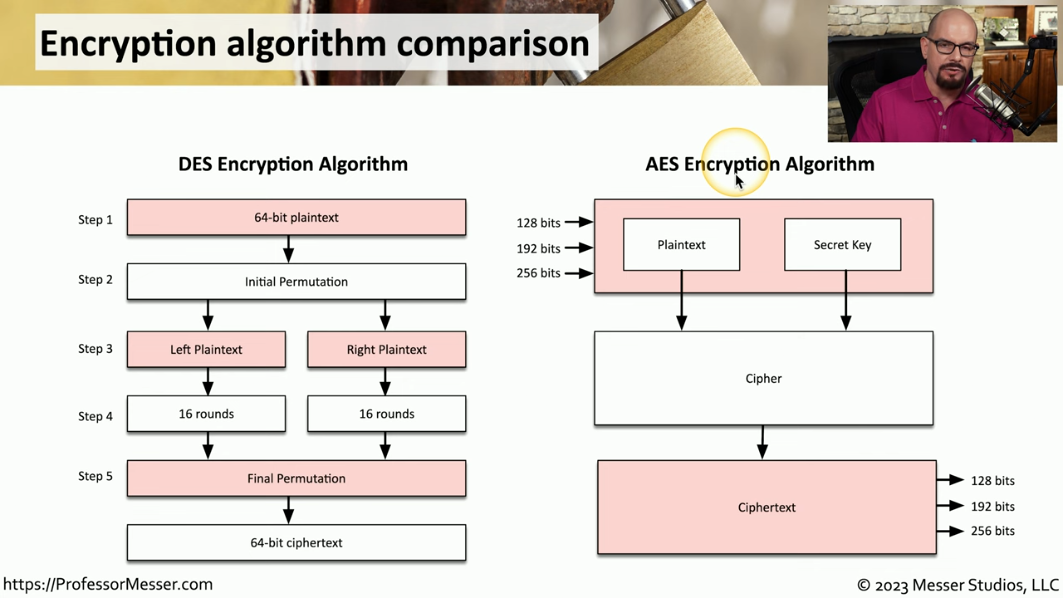 Encryption algorithm comparison
DES Encryption Algorithm
Step 1
64-bit plaintext
Step 2
Initial Permutation
Step 3
Left Plaintext
Right Plaintext
Step 4
16 rounds
16 rounds
Step 5
Final Permutation
64-bit ciphertext
AES Encryption Algorithm
128 bits
192 bits
256 bits
Plaintext
Secret Key
Cipher
Ciphertext
128 bits
192 bits
256 bits
https://ProfessorMesser.com
© 2023 Messer Studios, LLC